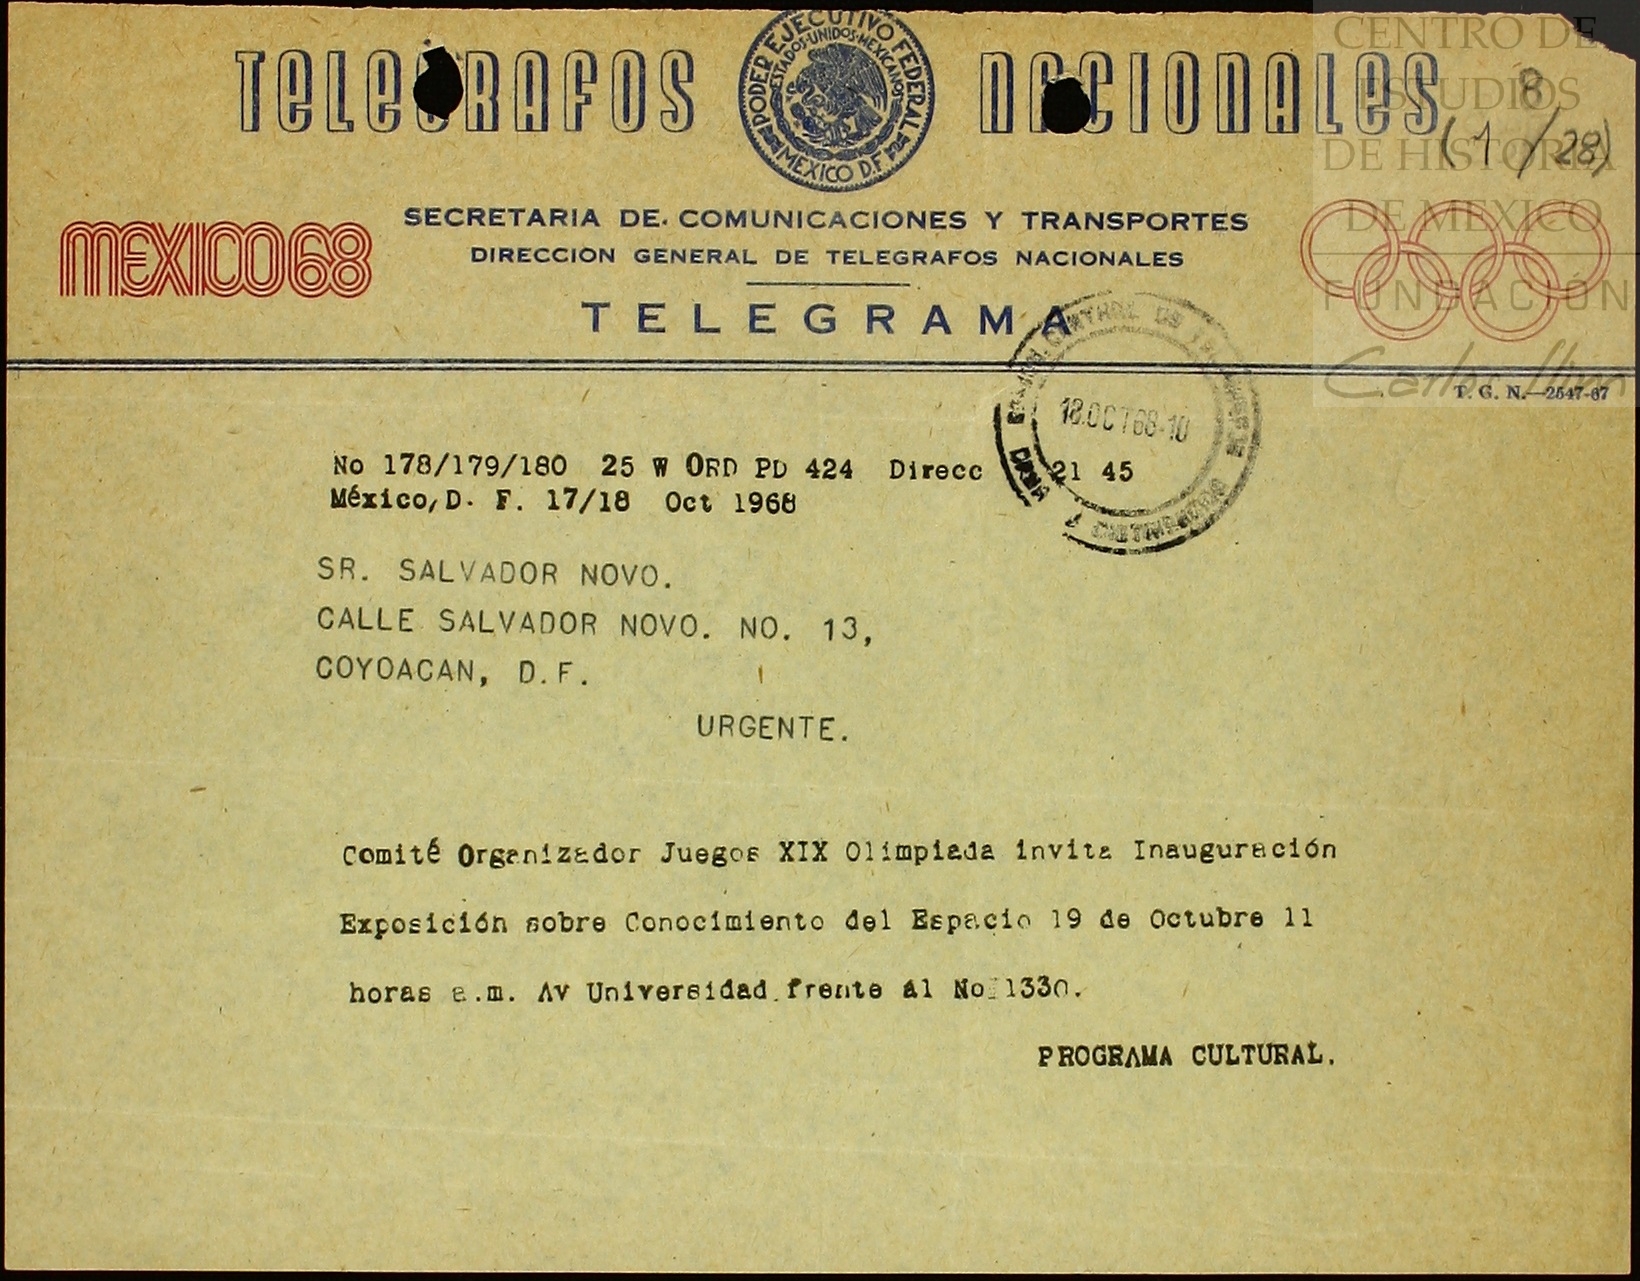 TELEGRAFOS NACIONALES
PODER EJECUTIVO FEDERAL
ESTADOS·UNIDOS·MEXICANOS
MEXICO D.F.
CENTRO DE
ESTUDIOS
DE HISTORIA
DE MEXICO
FUNDACIÓN
Carlos Slim
8
(1/28)
MEXICO68
SECRETARIA DE COMUNICACIONES Y TRANSPORTES
DIRECCION GENERAL DE TELEGRAFOS NACIONALES
TELEGRAMA
T. G. N.—2547-67
18.OCT68-10
No 178/179/180 25 W ORD PD 424 Direcc 21 45
México, D. F. 17/18 Oct 1968
SR. SALVADOR NOVO.
CALLE SALVADOR NOVO. NO. 13,
COYOACAN, D.F.
URGENTE.
Comité Organizador Juegos XIX Olimpiada invita Inauguración
Exposición sobre Conocimiento del Espacio 19 de Octubre 11
horas a.m. Av Universidad frente al No 1330.
PROGRAMA CULTURAL.